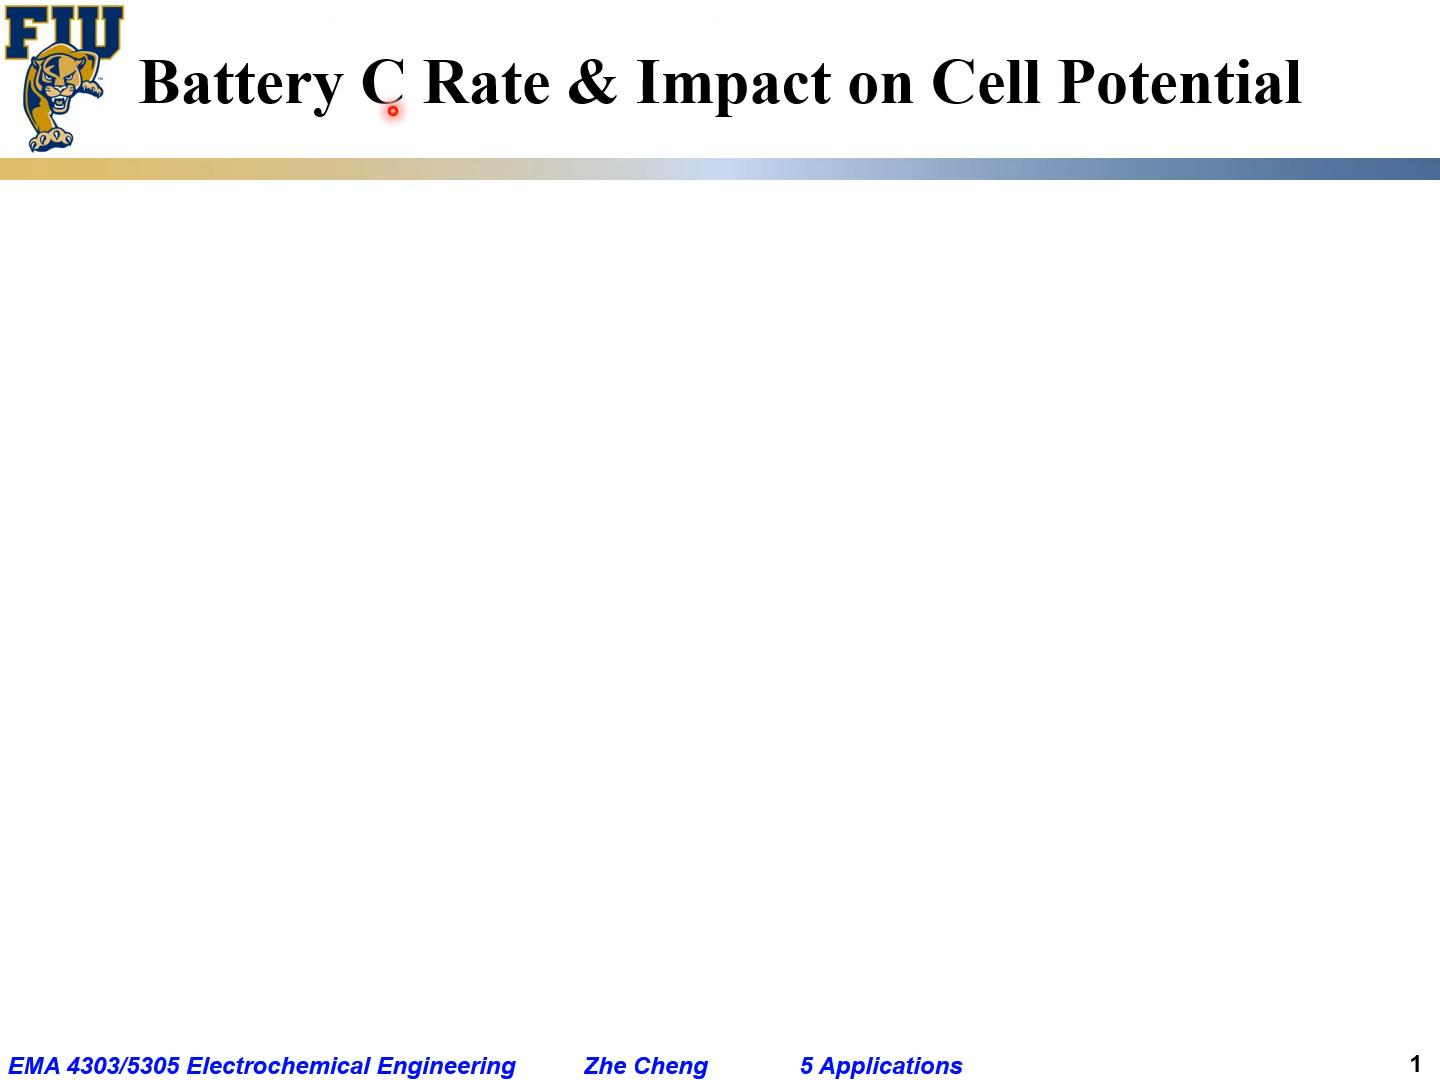 FIU
Battery C Rate & Impact on Cell Potential
EMA 4303/5305 Electrochemical Engineering Zhe Cheng 5 Applications 1